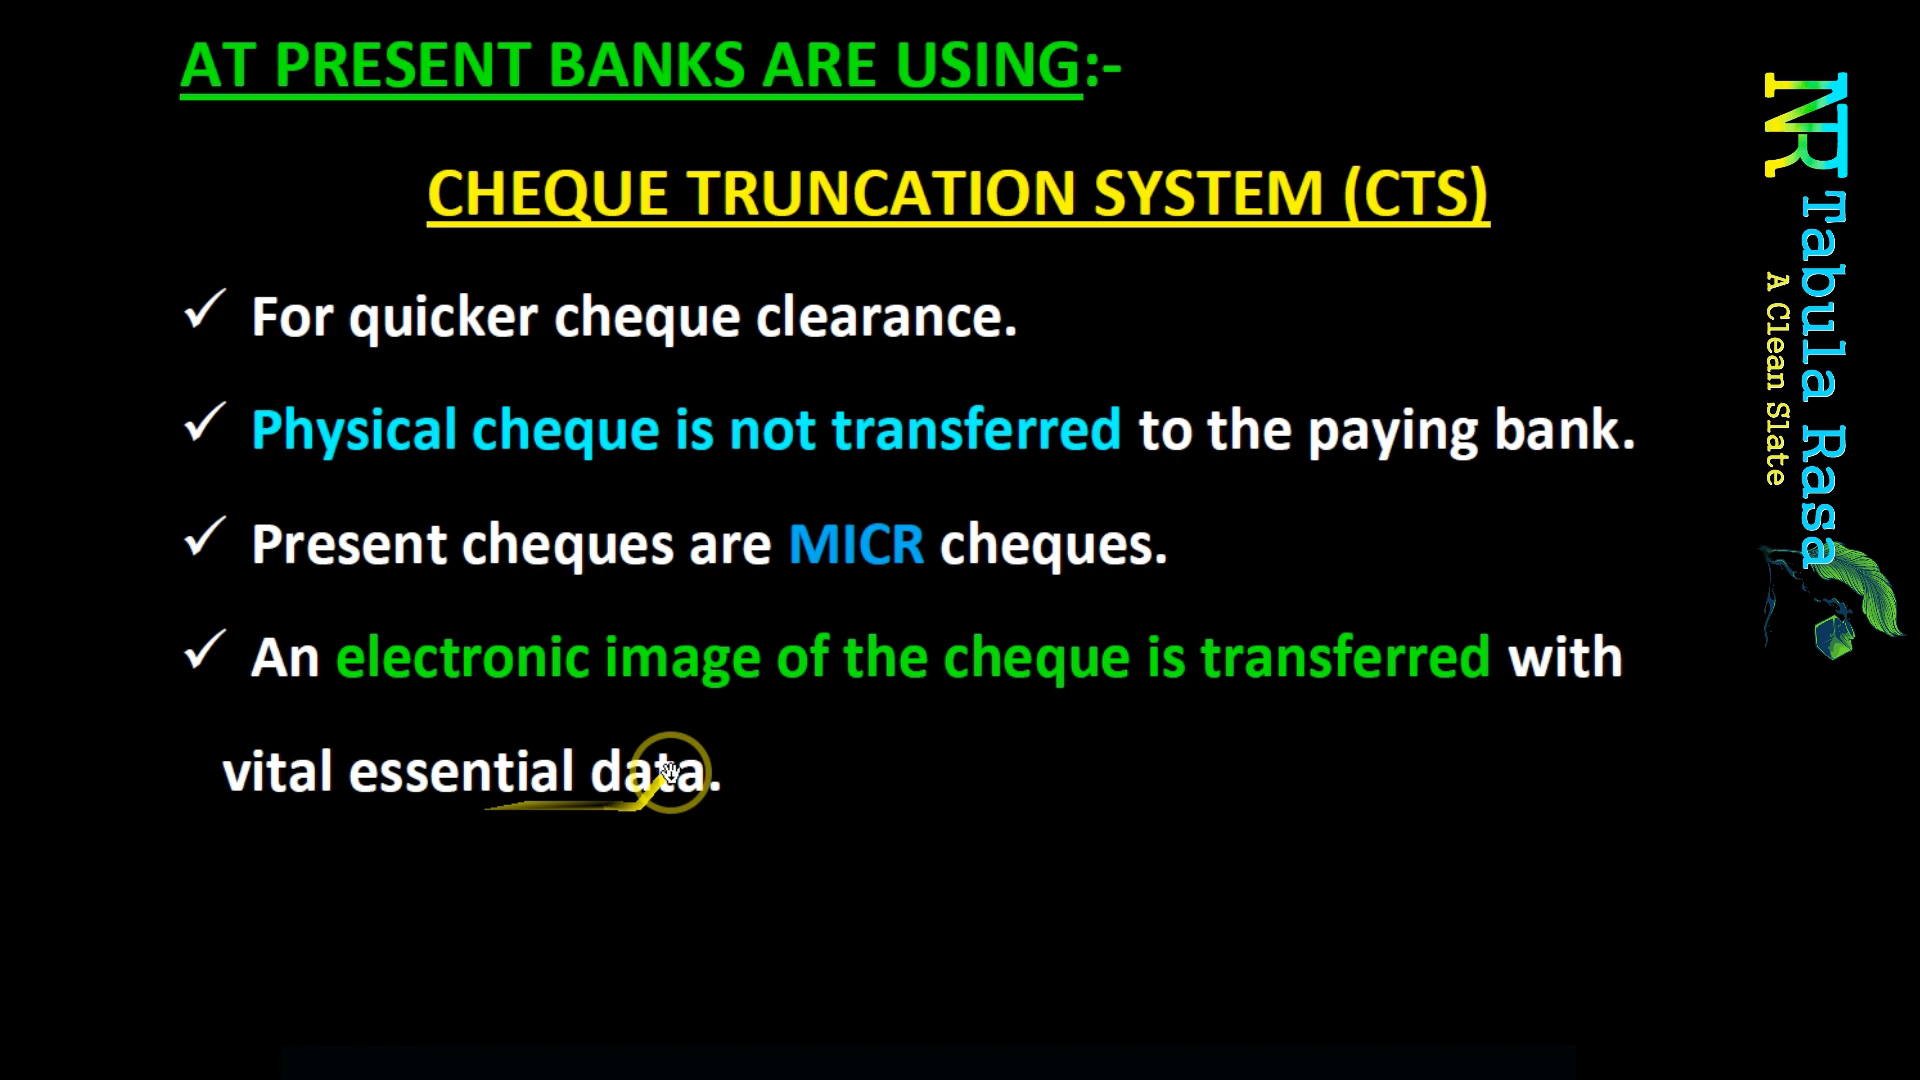 AT PRESENT BANKS ARE USING:-
CHEQUE TRUNCATION SYSTEM (CTS)
✓ For quicker cheque clearance.
✓ Physical cheque is not transferred to the paying bank.
✓ Present cheques are MICR cheques.
✓ An electronic image of the cheque is transferred with
vital essential data.
NTR
Tabula Rasa
A Clean Slate